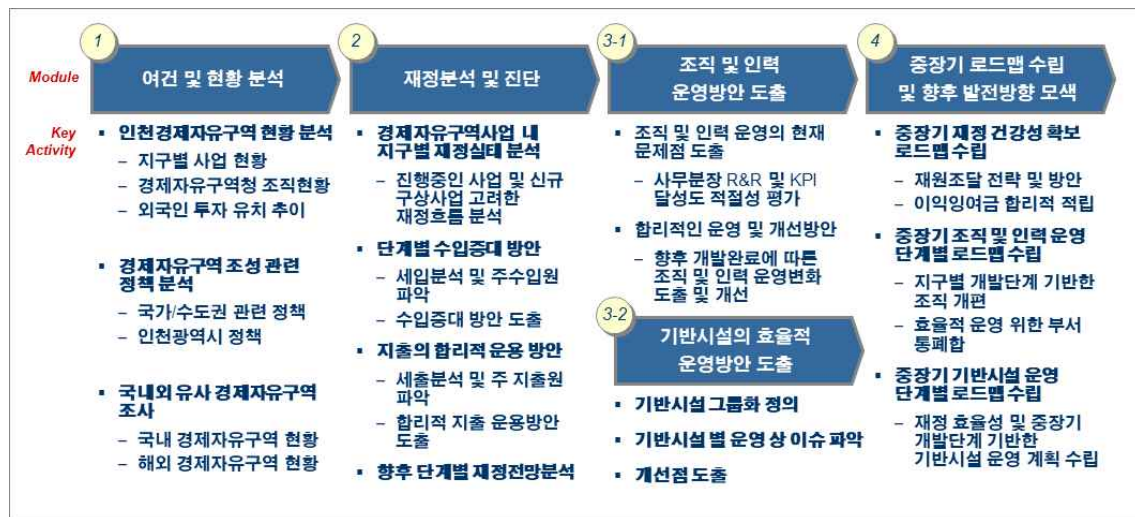 Module
Key
Activity
1
여건 및 현황 분석
▪ 인천경제자유구역 현황 분석
– 지구별 사업 현황
– 경제자유구역청 조직현황
– 외국인 투자 유치 추이
▪ 경제자유구역 조성 관련
정책 분석
– 국가/수도권 관련 정책
– 인천광역시 정책
▪ 국내외 유사 경제자유구역
조사
– 국내 경제자유구역 현황
– 해외 경제자유구역 현황
2
재정분석 및 진단
▪ 경제자유구역사업 내
지구별 재정실태 분석
– 진행중인 사업 및 신규
구상사업 고려한
재정흐름 분석
▪ 단계별 수입증대 방안
– 세입분석 및 주수입원
파악
– 수입증대 방안 도출
▪ 지출의 합리적 운용 방안
– 세출분석 및 주 지출원
파악
– 합리적 지출 운용방안
도출
▪ 향후 단계별 재정전망분석
3-1
조직 및 인력
운영방안 도출
▪ 조직 및 인력 운영의 현재
문제점 도출
– 사무분장 R&R 및 KPI
달성도 적절성 평가
▪ 합리적인 운영 및 개선방안
– 향후 개발완료에 따른
조직 및 인력 운영변화
도출 및 개선
3-2
기반시설의 효율적
운영방안 도출
▪ 기반시설 그룹화 정의
▪ 기반시설 별 운영 상 이슈 파악
▪ 개선점 도출
4
중장기 로드맵 수립
및 향후 발전방향 모색
▪ 중장기 재정 건강성 확보
로드맵 수립
– 재원조달 전략 및 방안
– 이익잉여금 합리적 적립
▪ 중장기 조직 및 인력 운영
단계별 로드맵 수립
– 지구별 개발단계 기반한
조직 개편
– 효율적 운영 위한 부서
통폐합
▪ 중장기 기반시설 운영
단계별 로드맵 수립
– 재정 효율성 및 중장기
개발단계 기반한
기반시설 운영 계획 수립